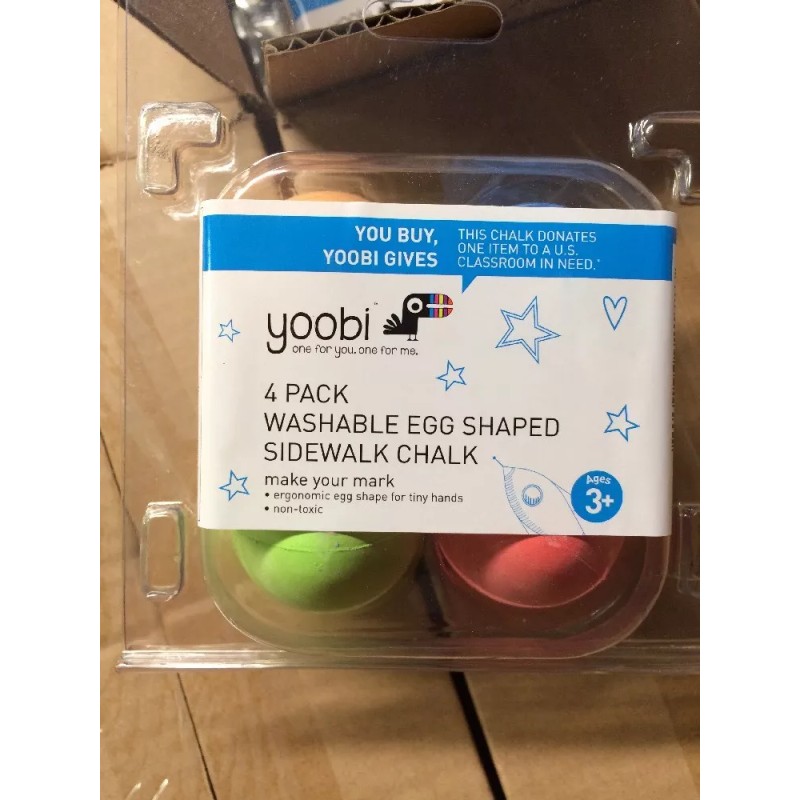 YOU BUY,
YOOBI GIVES
THIS CHALK DONATES
ONE ITEM TO A U.S.
CLASSROOM IN NEED.*
yoobi™
one for you. one for me.
4 PACK
WASHABLE EGG SHAPED
SIDEWALK CHALK
make your mark
• ergonomic egg shape for tiny hands
• non-toxic
Ages
3+